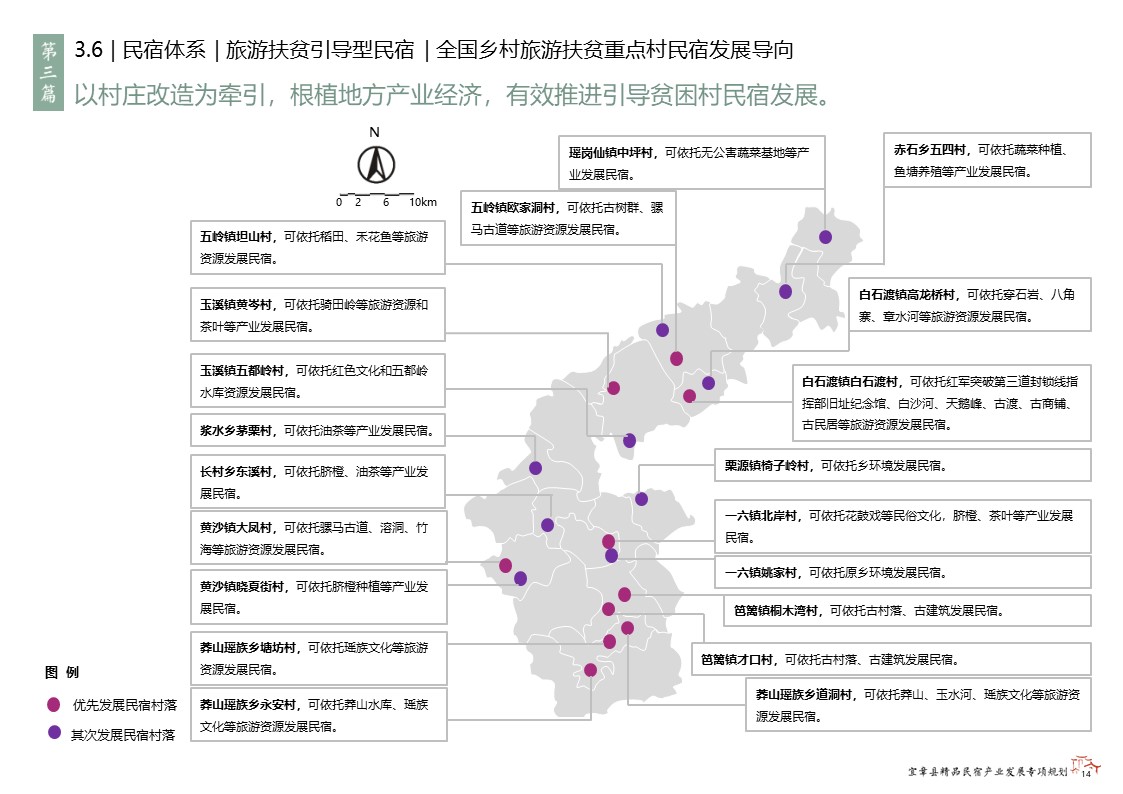 第三篇
3.6 | 民宿体系 | 旅游扶贫引导型民宿 | 全国乡村旅游扶贫重点村民宿发展导向
以村庄改造为牵引，根植地方产业经济，有效推进引导贫困村民宿发展。
N
0 2 6 10km
瑶岗仙镇中坪村，可依托无公害蔬菜基地等产
业发展民宿。
赤石乡五四村，可依托蔬菜种植、
鱼塘养殖等产业发展民宿。
五岭镇欧家洞村，可依托古树群、骡
马古道等旅游资源发展民宿。
五岭镇坦山村，可依托稻田、禾花鱼等旅游
资源发展民宿。
白石渡镇高龙桥村，可依托穿石岩、八角
寨、章水河等旅游资源发展民宿。
玉溪镇黄岑村，可依托骑田岭等旅游资源和
茶叶等产业发展民宿。
玉溪镇五都岭村，可依托红色文化和五都岭
水库资源发展民宿。
白石渡镇白石渡村，可依托红军突破第三道封锁线指
挥部旧址纪念馆、白沙河、天鹅峰、古渡、古商铺、
古民居等旅游资源发展民宿。
浆水乡茅栗村，可依托油茶等产业发展民宿。
栗源镇椅子岭村，可依托乡环境发展民宿。
长村乡东溪村，可依托脐橙、油茶等产业发
展民宿。
一六镇北岸村，可依托花鼓戏等民俗文化，脐橙、茶叶等产业发展
民宿。
黄沙镇大凤村，可依托骡马古道、溶洞、竹
海等旅游资源发展民宿。
一六镇姚家村，可依托原乡环境发展民宿。
黄沙镇晓夏街村，可依托脐橙种植等产业发
展民宿。
笆篱镇桐木湾村，可依托古村落、古建筑发展民宿。
莽山瑶族乡塘坊村，可依托瑶族文化等旅游
资源发展民宿。
笆篱镇才口村，可依托古村落、古建筑发展民宿。
莽山瑶族乡道洞村，可依托莽山、玉水河、瑶族文化等旅游资
源发展民宿。
莽山瑶族乡永安村，可依托莽山水库、瑶族
文化等旅游资源发展民宿。
图 例
优先发展民宿村落
其次发展民宿村落
宜章县精品民宿产业发展专项规划 14